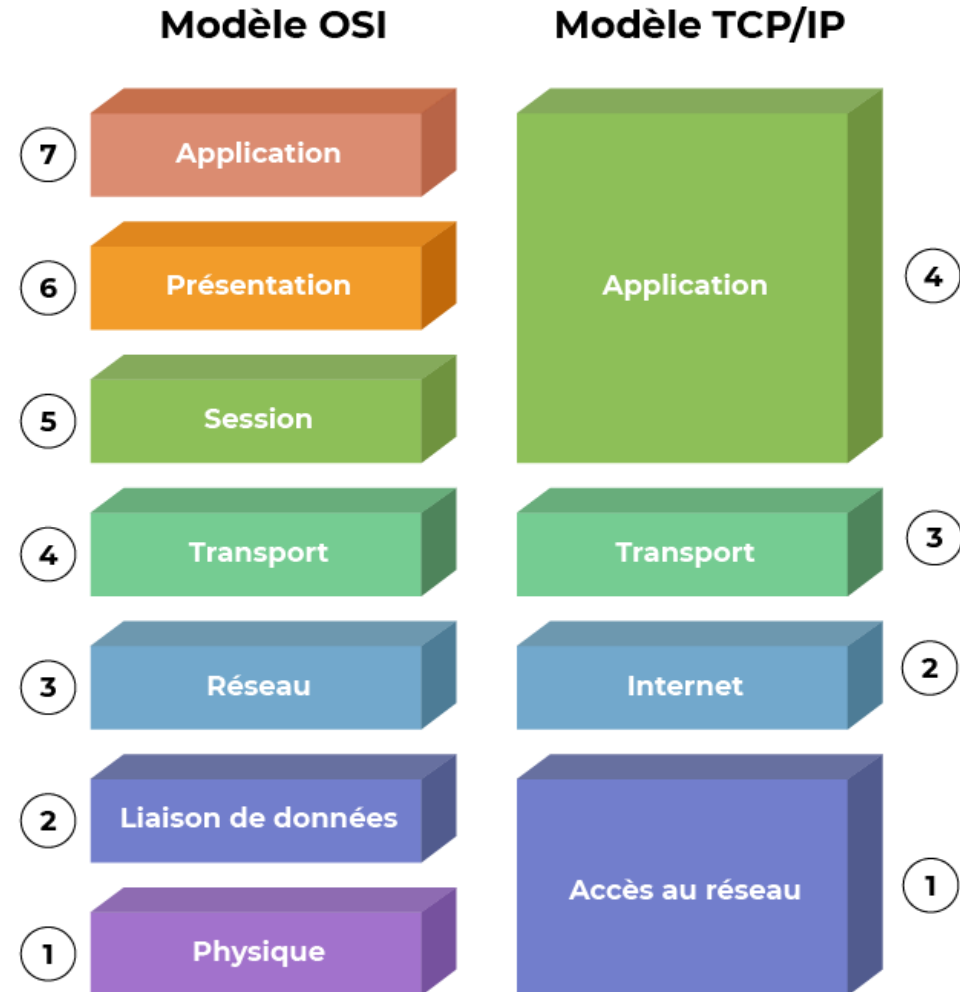 Modèle OSI
Modèle TCP/IP
7
Application
6
Présentation
5
Session
4
Transport
3
Réseau
2
Liaison de données
1
Physique
Application
4
Transport
3
Internet
2
Accès au réseau
1